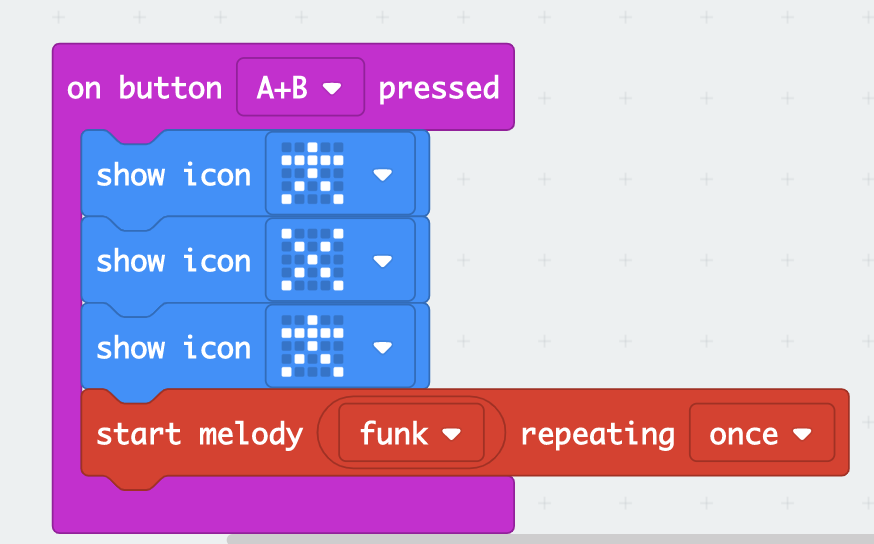 on button A+B pressed
show icon
show icon
show icon
start melody funk repeating once